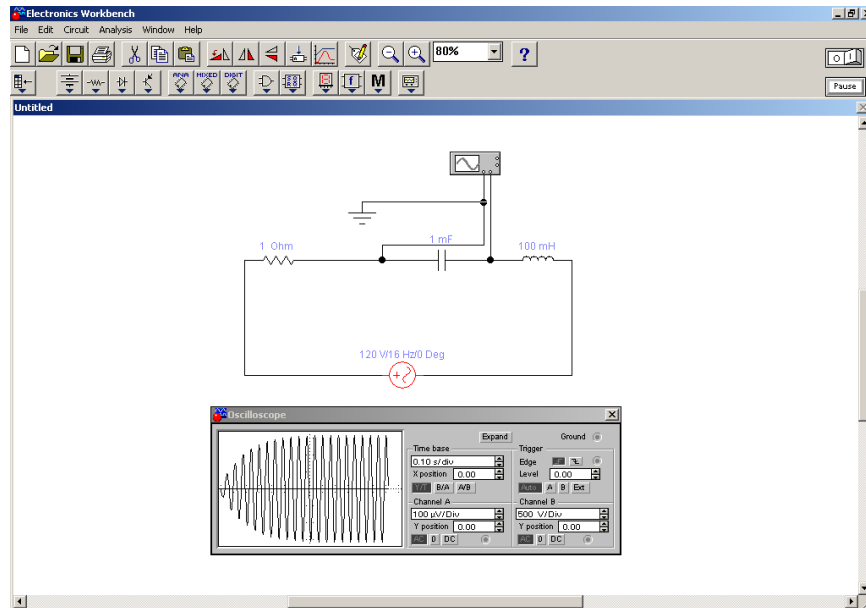 Electronics Workbench
File Edit Circuit Analysis Window Help
80%
?
O I
ANA MIXED DIGIT
f M
Pause
Untitled
1 Ohm
1 mF
100 mH
120 V/16 Hz/0 Deg
Oscilloscope
Expand
Ground
Time base
0.10 s/div
X position 0.00
Y/T B/A A/B
Trigger
Edge
Level 0.00
Auto A B Ext
Channel A
100 µV/Div
Y position 0.00
AC 0 DC
Channel B
500 V/Div
Y position 0.00
AC 0 DC